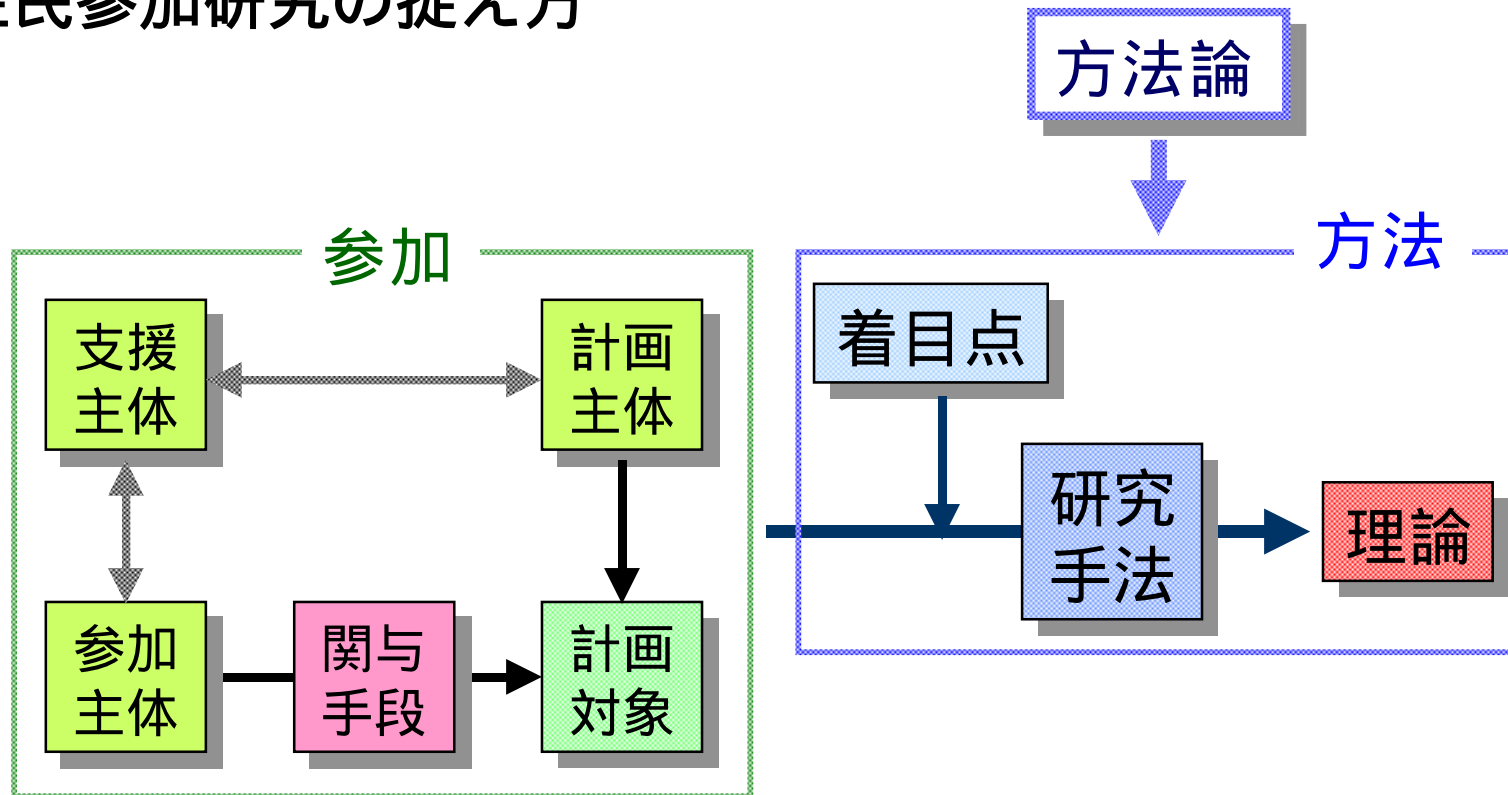 住民参加研究の捉え方
方法論
参加
方法
支援
主体
計画
主体
着目点
研究
手法
理論
参加
主体
関与
手段
計画
対象